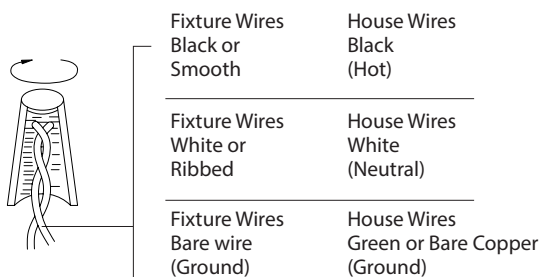 Fixture Wires House Wires
Black or Black
Smooth (Hot)
Fixture Wires House Wires
White or White
Ribbed (Neutral)
Fixture Wires House Wires
Bare wire Green or Bare Copper
(Ground) (Ground)